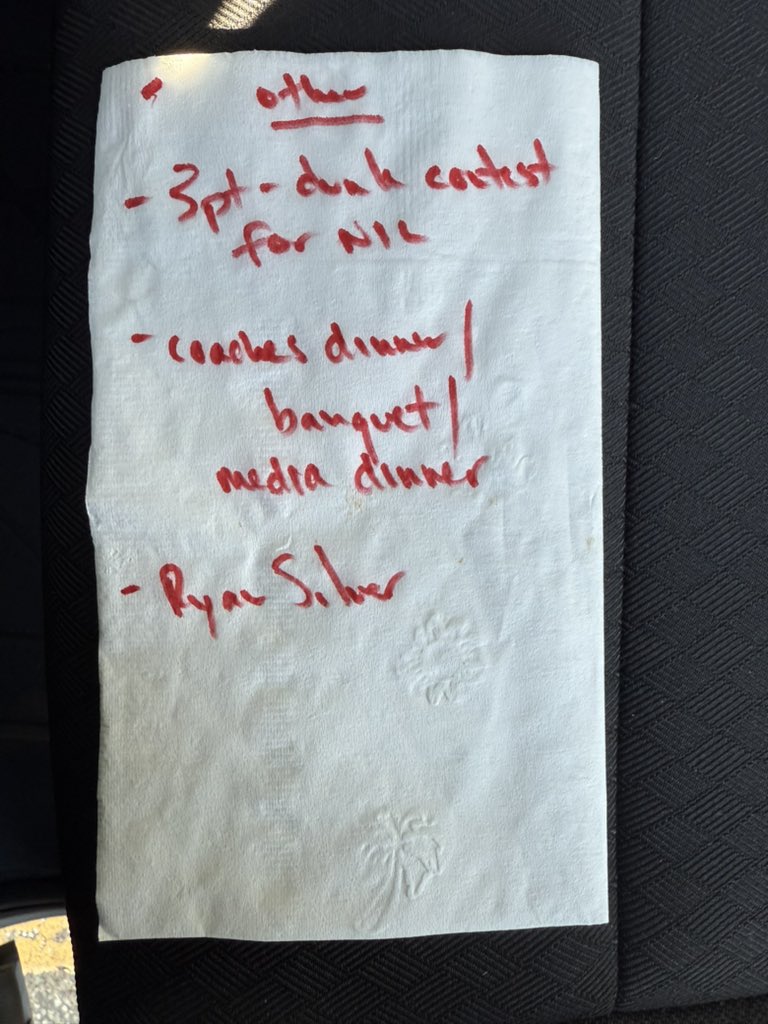 other
- 3pt - dunk contest
for NIL
- coaches dinner/
banquet/
media dinner
- Ryan Silver